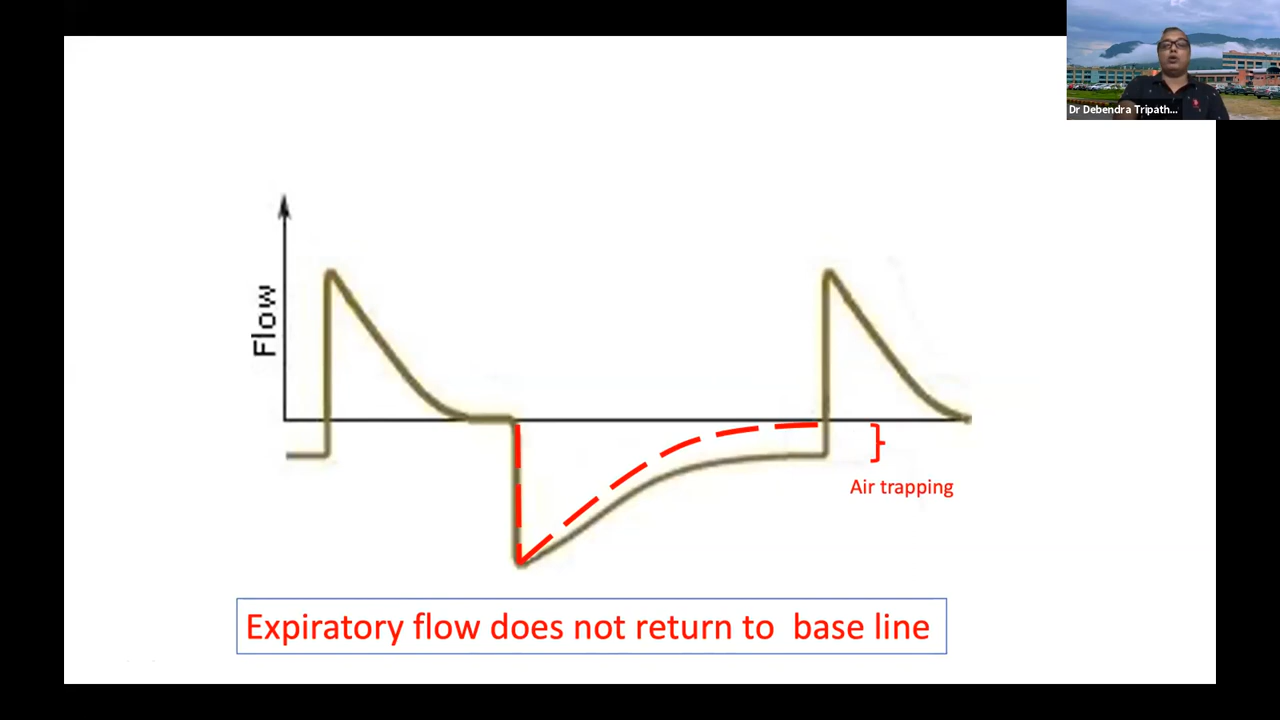 Dr Debendra Tripath...
Flow
Air trapping
Expiratory flow does not return to base line